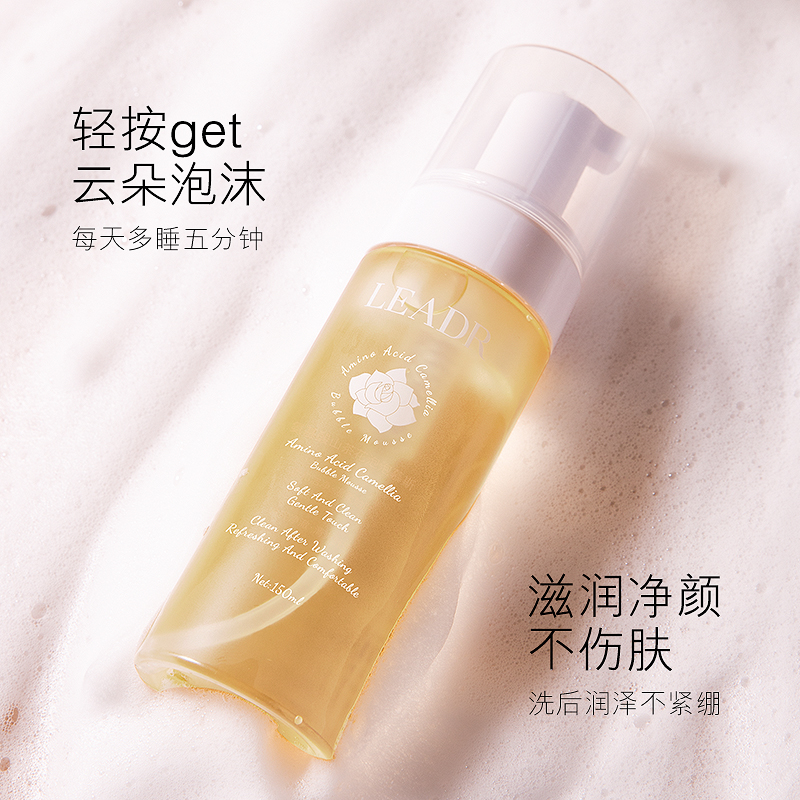 轻按get
云朵泡沫
每天多睡五分钟
LEADR
Amino Acid Camellia
Bubble Mousse
Amino Acid Camellia
Bubble Mousse
Soft And Clean
Gentle Touch
Clean After Washing
Refreshing And Comfortable
Net:150ml
滋润净颜
不伤肤
洗后润泽不紧绷